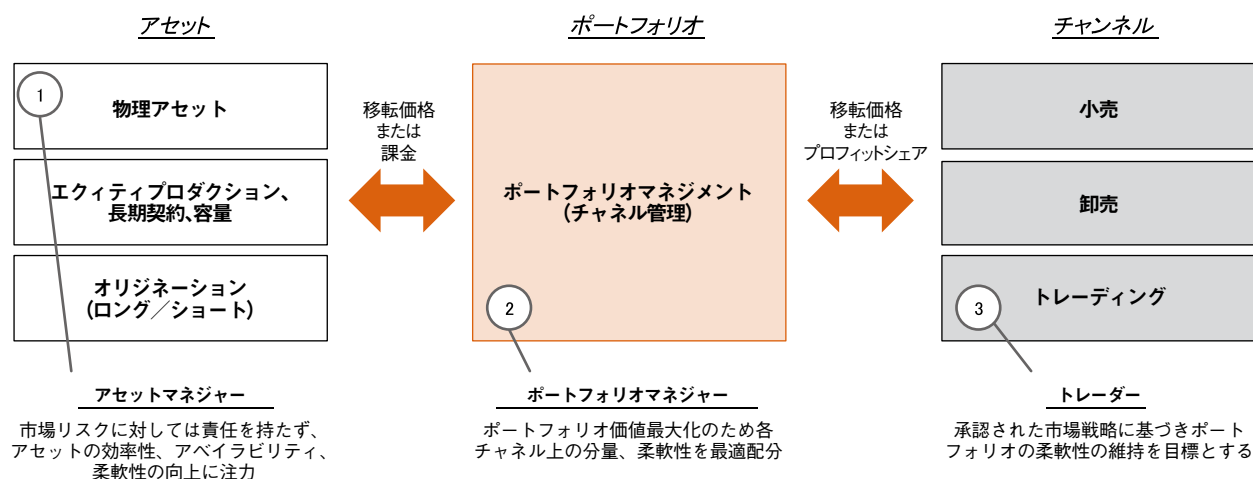 アセット
ポートフォリオ
チャンネル
1
物理アセット
エクィティプロダクション、
長期契約、容量
オリジネーション
(ロング／ショート)
移転価格
または
課金
ポートフォリオマネジメント
(チャネル管理)
2
移転価格
または
プロフィットシェア
小売
卸売
トレーディング
3
アセットマネジャー
市場リスクに対しては責任を持たず、
アセットの効率性、アベイラビリティ、
柔軟性の向上に注力
ポートフォリオマネジャー
ポートフォリオ価値最大化のため各
チャネル上の分量、柔軟性を最適配分
トレーダー
承認された市場戦略に基づきポート
フォリオの柔軟性の維持を目標とする